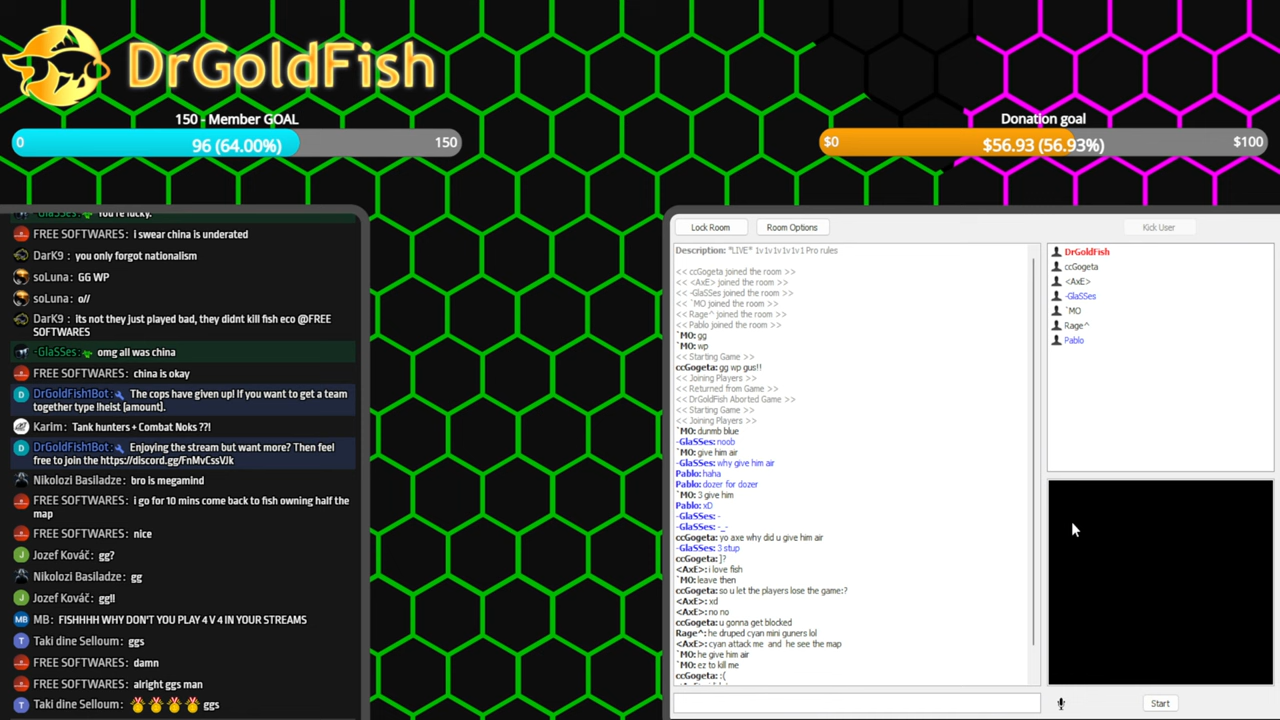 DrGoldFish
150 - Member GOAL
0
96 (64.00%)
150
Donation goal
$0
$56.93 (56.93%)
$100
-GlaSSes: You're lucky.
FREE SOFTWARES: i swear china is underated
DarK9: you only forgot nationalism
soLuna: GG WP
soLuna: o//
DarK9: its not they just played bad, they didnt kill fish eco @FREE
SOFTWARES
-GlaSSes: omg all was china
FREE SOFTWARES: china is okay
DrGoldFish1Bot: The cops have given up! If you want to get a team
together type !heist [amount].
Karim: Tank hunters + Combat Noks ??!
DrGoldFish1Bot: Enjoying the stream but want more? Then feel
free to join the https://discord.gg/FnMvCssVJk
Nikolozi Basiladze: bro is megamind
FREE SOFTWARES: i go for 10 mins come back to fish owning half the
map
FREE SOFTWARES: nice
Jozef Kováč: gg?
Nikolozi Basiladze: gg
Jozef Kováč: gg!!
MB: FISHHHH WHY DON'T YOU PLAY 4 V 4 IN YOUR STREAMS
Taki dine Selloum: ggs
FREE SOFTWARES: damn
FREE SOFTWARES: alright ggs man
Taki dine Selloum: 🏅🏅🏅🏅 ggs
Lock Room
Room Options
Kick User
Description: *LIVE* 1v1v1v1v1v1 Pro rules
<< ccGogeta joined the room >>
<< <AxE> joined the room >>
<< -GlaSSes joined the room >>
<< `MO joined the room >>
<< Rage^ joined the room >>
<< Pablo joined the room >>
`MO: gg
`MO: wp
<< Starting Game >>
ccGogeta: gg wp gus!!
<< Joining Players >>
<< Returned from Game >>
<< DrGoldFish Aborted Game >>
<< Starting Game >>
<< Joining Players >>
`MO: dunmb blue
-GlaSSes: noob
`MO: give him air
-GlaSSes: why give him air
Pablo: haha
Pablo: dozer for dozer
`MO: 3 give him
Pablo: xD
-GlaSSes: -
-GlaSSes: -_-
ccGogeta: yo axe why did u give him air
-GlaSSes: 3 stup
ccGogeta: ]?
<AxE>: i love fish
`MO: leave then
ccGogeta: so u let the players lose the game:?
<AxE>: xd
<AxE>: no no
ccGogeta: u gonna get blocked
Rage^: he druped cyan mini guners lol
<AxE>: cyan attack me and he see the map
`MO: he give him air
`MO: ez to kill me
ccGogeta: :(
DrGoldFish
ccGogeta
<AxE>
-GlaSSes
`MO
Rage^
Pablo
Start